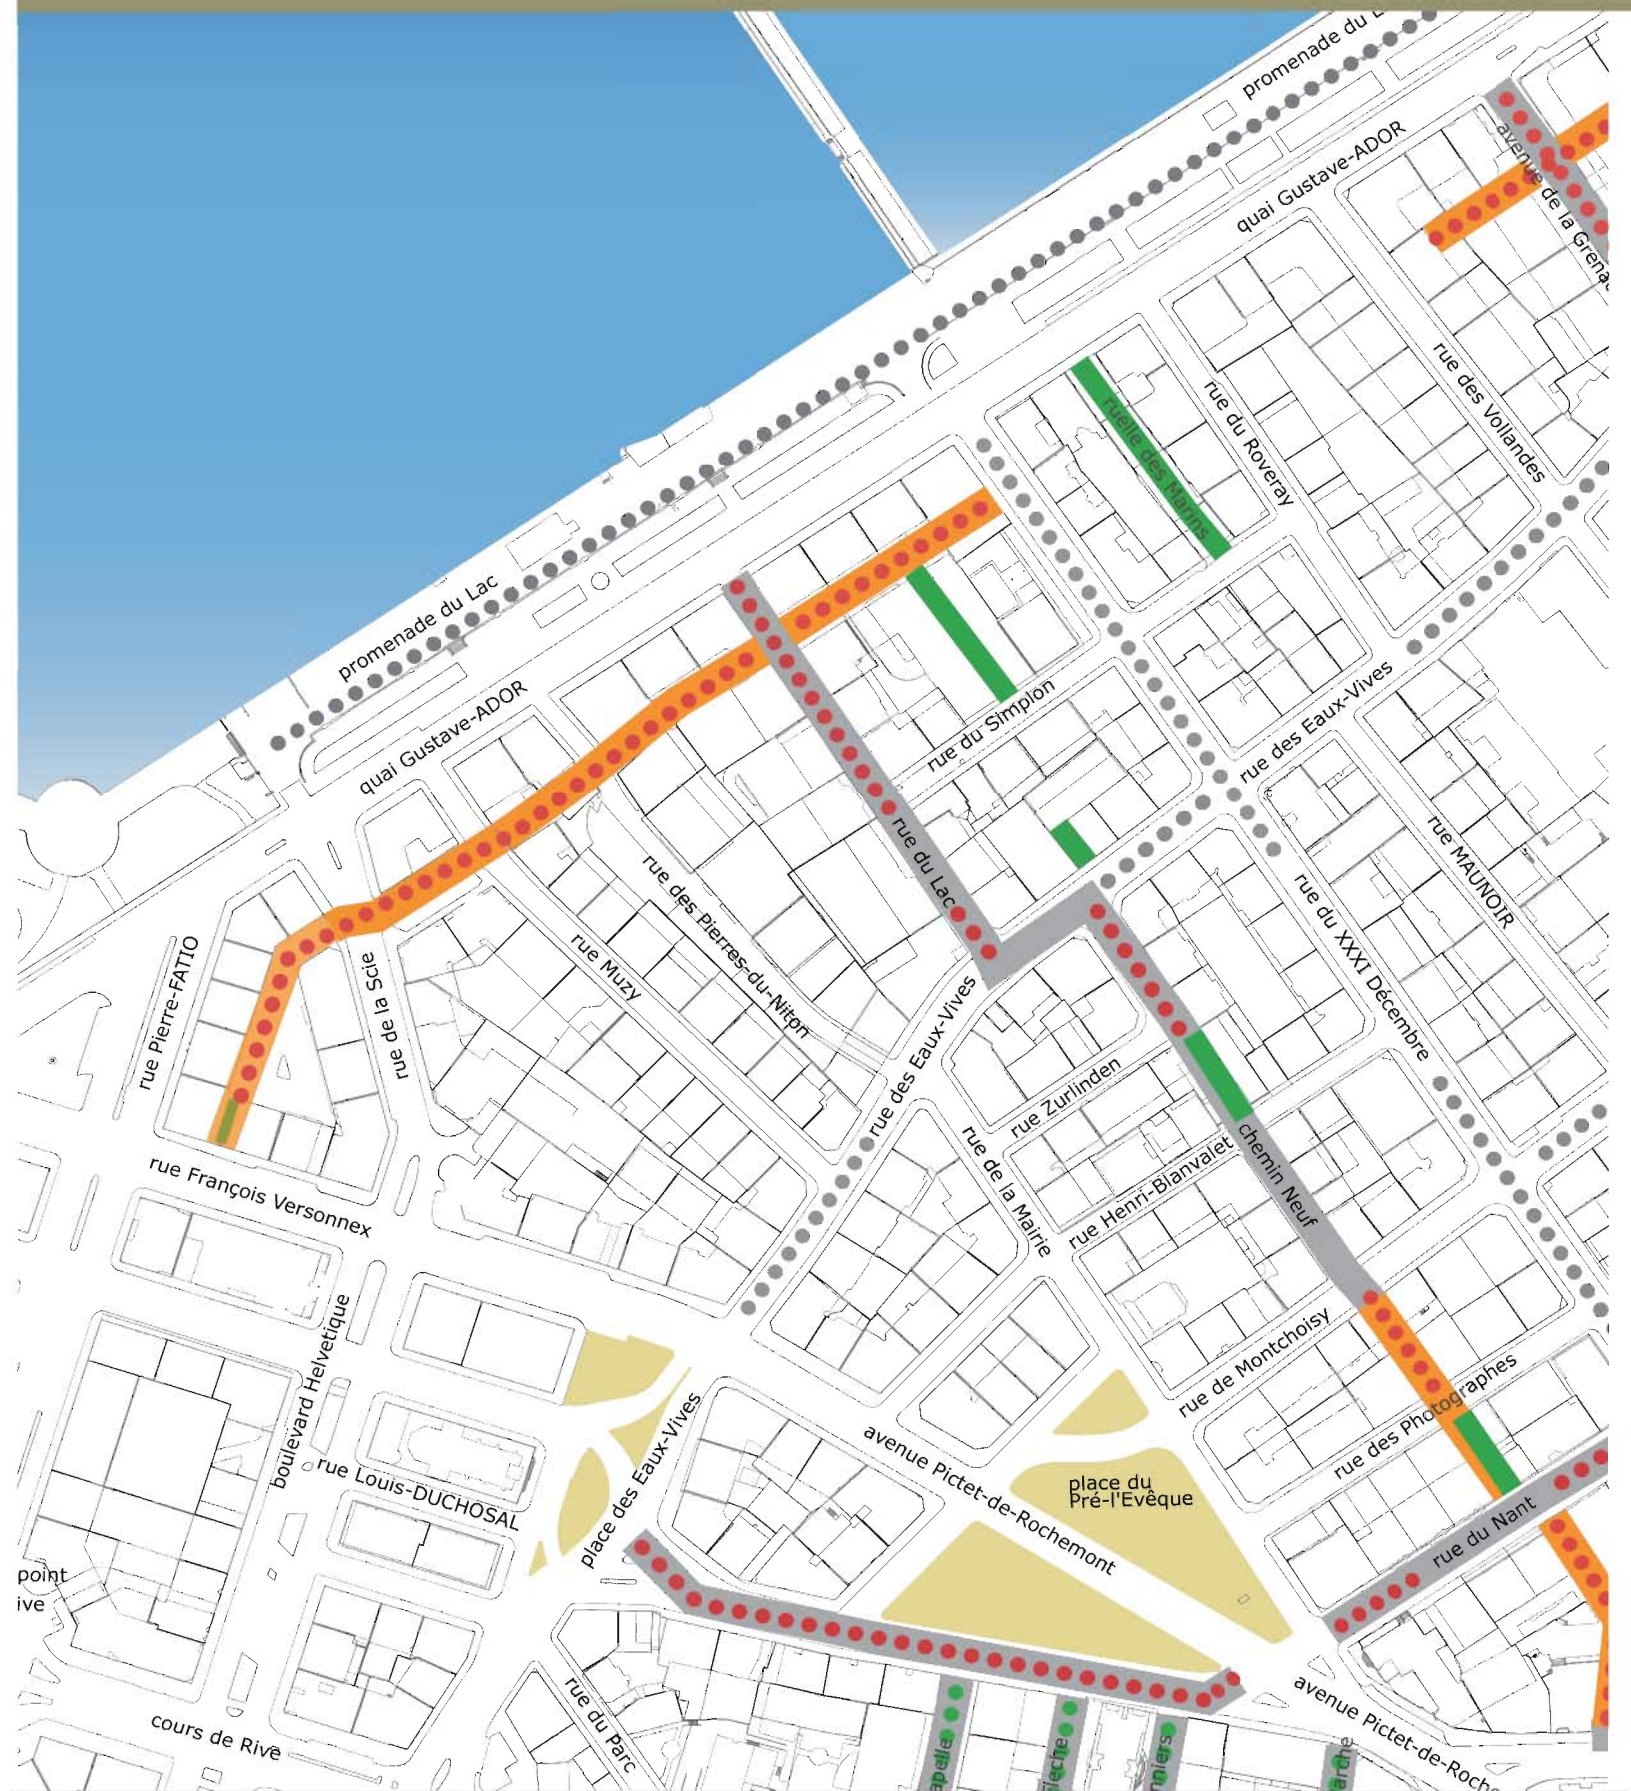 promenade du
quai Gustave-ADOR
avenue de la Grena
rue des Vollandes
rue du Roveray
ruelle des Marins
promenade du Lac
quai Gustave-ADOR
rue du Simplon
rue des Eaux-Vives
rue du Lac
rue MAUNOIR
rue des Pierres-du-Niton
rue Muzy
rue du XXXI Décembre
rue Pierre-FATIO
rue de la Scie
rue des Eaux-Vives
rue Zurlinden
rue de la Mairie
rue Henri-Blanvalet
chemin Neuf
rue François Versonnex
boulevard Helvetique
rue de Montchoisy
rue des Photographes
place des Eaux-Vives
avenue Pictet-de-Rochemont
place du
Pré-l'Evêque
rue Louis-DUCHOSAL
rue du Nant
point
ive
rue du Parc
cours de Rive
avenue Pictet-de-Roch
apelle
nniers
arche